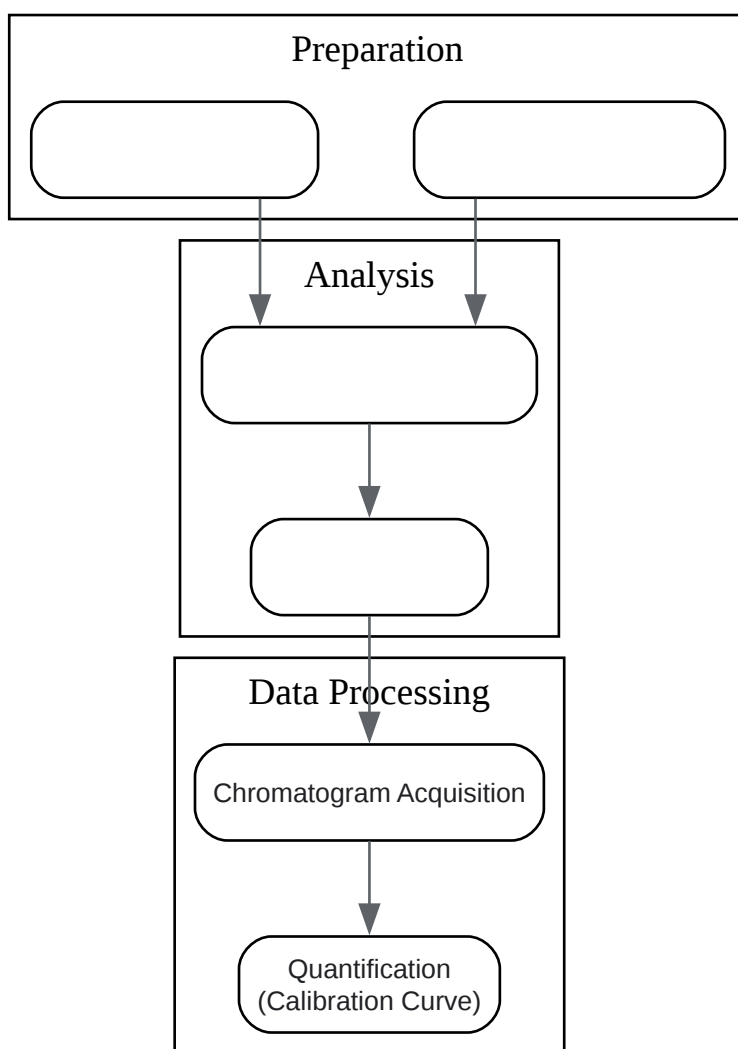 Preparation
Analysis
Data Processing
Chromatogram Acquisition
Quantification
(Calibration Curve)